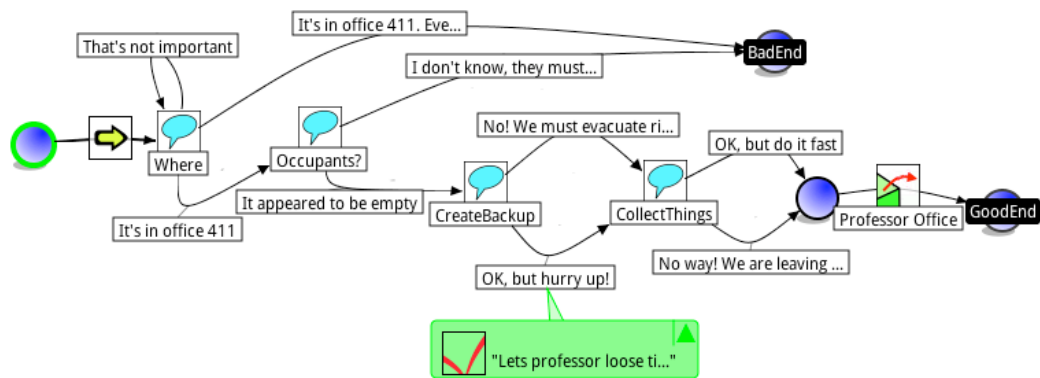 It's in office 411. Eve...
That's not important
BadEnd
I don't know, they must...
No! We must evacuate ri...
OK, but do it fast
Where
Occupants?
It appeared to be empty
CreateBackup
CollectThings
Professor Office
GoodEnd
It's in office 411
OK, but hurry up!
No way! We are leaving ...
"Lets professor loose ti..."